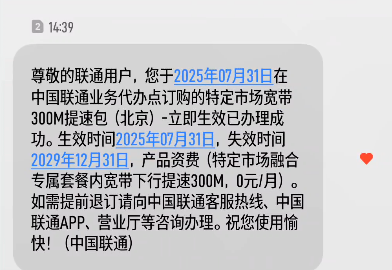 2 14:39
尊敬的联通用户，您于2025年07月31日在
中国联通业务代办点订购的特定市场宽带
300M提速包（北京）-立即生效已办理成
功。生效时间2025年07月31日，失效时间
2029年12月31日，产品资费（特定市场融合
专属套餐内宽带下行提速300M，0元/月）。
如需提前退订请向中国联通客服热线、中国
联通APP、营业厅等咨询办理。祝您使用愉
快！（中国联通）